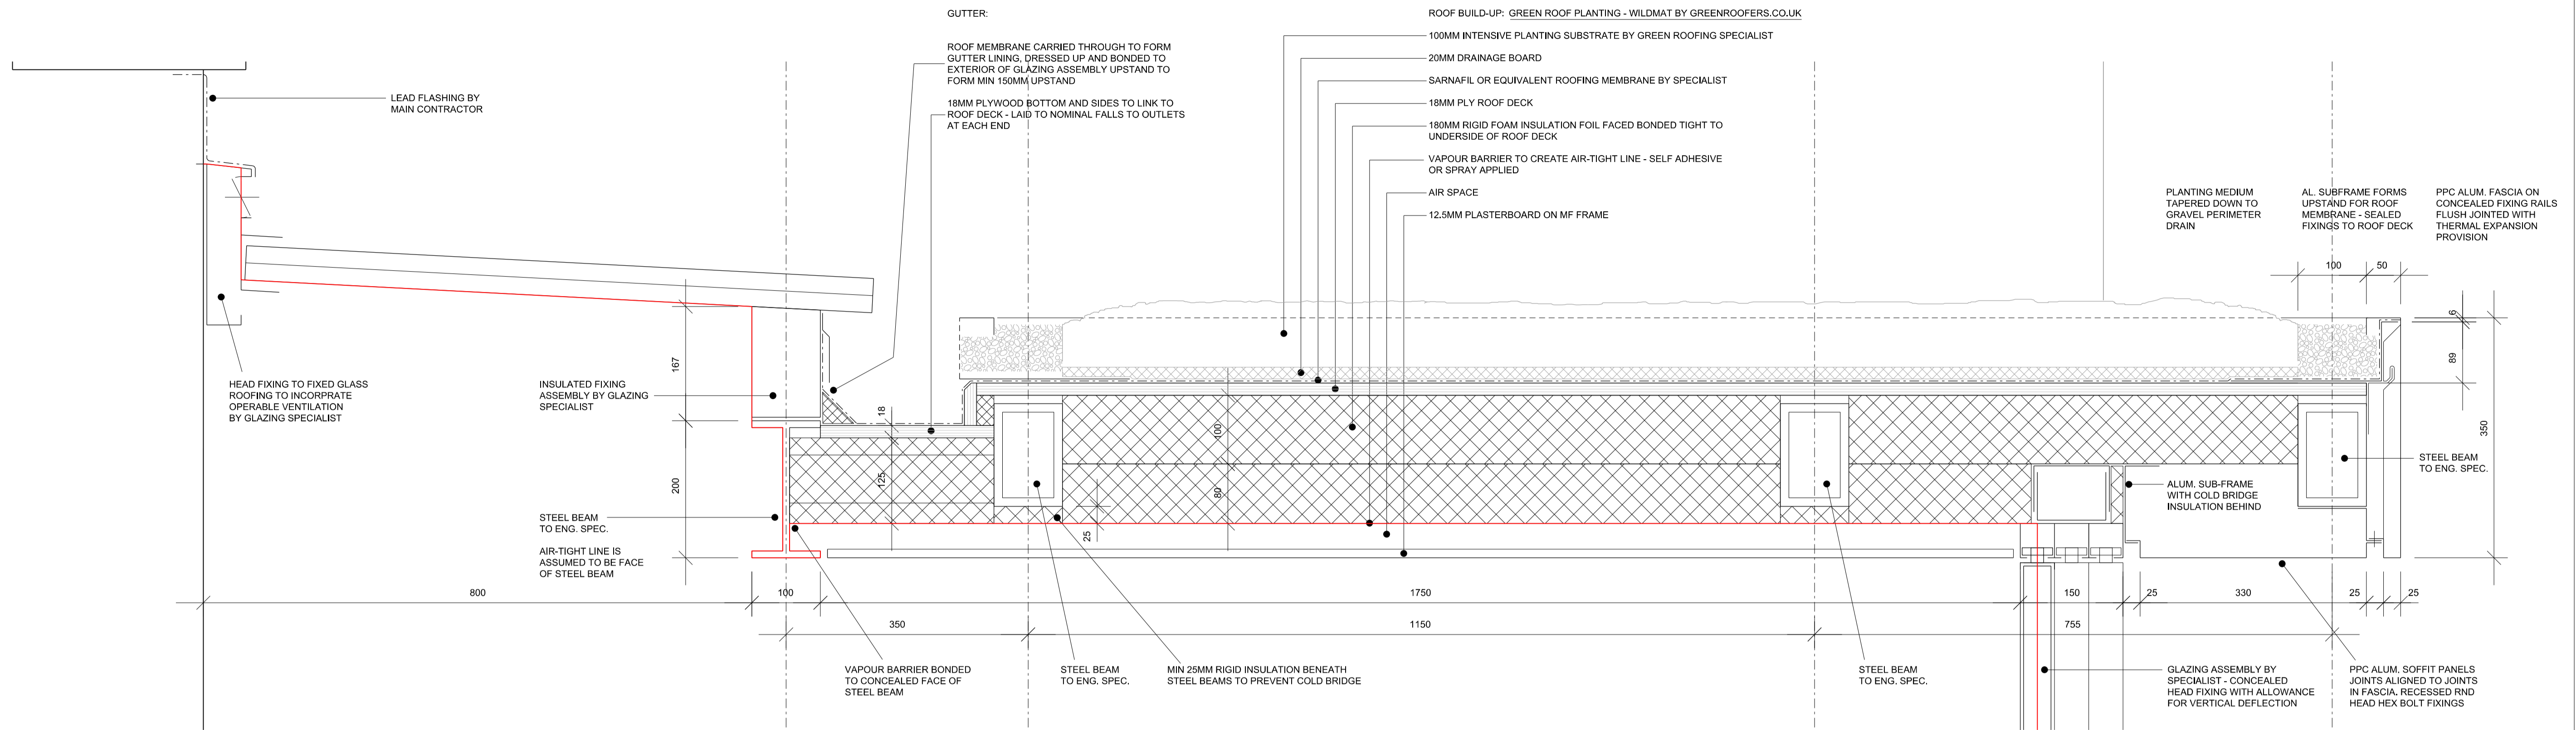 GUTTER:
ROOF MEMBRANE CARRIED THROUGH TO FORM
GUTTER LINING, DRESSED UP AND BONDED TO
EXTERIOR OF GLAZING ASSEMBLY UPSTAND TO
FORM MIN 150MM UPSTAND
18MM PLYWOOD BOTTOM AND SIDES TO LINK TO
ROOF DECK - LAID TO NOMINAL FALLS TO OUTLETS
AT EACH END
ROOF BUILD-UP: GREEN ROOF PLANTING - WILDMAT BY GREENROOFERS.CO.UK
100MM INTENSIVE PLANTING SUBSTRATE BY GREEN ROOFING SPECIALIST
20MM DRAINAGE BOARD
SARNAFIL OR EQUIVALENT ROOFING MEMBRANE BY SPECIALIST
18MM PLY ROOF DECK
180MM RIGID FOAM INSULATION FOIL FACED BONDED TIGHT TO
UNDERSIDE OF ROOF DECK
VAPOUR BARRIER TO CREATE AIR-TIGHT LINE - SELF ADHESIVE
OR SPRAY APPLIED
AIR SPACE
12.5MM PLASTERBOARD ON MF FRAME
LEAD FLASHING BY
MAIN CONTRACTOR
PLANTING MEDIUM
TAPERED DOWN TO
GRAVEL PERIMETER
DRAIN
AL. SUBFRAME FORMS
UPSTAND FOR ROOF
MEMBRANE - SEALED
FIXINGS TO ROOF DECK
PPC ALUM. FASCIA ON
CONCEALED FIXING RAILS
FLUSH JOINTED WITH
THERMAL EXPANSION
PROVISION
100
50
6
89
350
HEAD FIXING TO FIXED GLASS
ROOFING TO INCORPRATE
OPERABLE VENTILATION
BY GLAZING SPECIALIST
INSULATED FIXING
ASSEMBLY BY GLAZING
SPECIALIST
167
200
18
125
100
80
25
STEEL BEAM
TO ENG. SPEC.
AIR-TIGHT LINE IS
ASSUMED TO BE FACE
OF STEEL BEAM
STEEL BEAM
TO ENG. SPEC.
ALUM. SUB-FRAME
WITH COLD BRIDGE
INSULATION BEHIND
800
100
1750
150
25
330
25
25
350
1150
755
VAPOUR BARRIER BONDED
TO CONCEALED FACE OF
STEEL BEAM
STEEL BEAM
TO ENG. SPEC.
MIN 25MM RIGID INSULATION BENEATH
STEEL BEAMS TO PREVENT COLD BRIDGE
STEEL BEAM
TO ENG. SPEC.
GLAZING ASSEMBLY BY
SPECIALIST - CONCEALED
HEAD FIXING WITH ALLOWANCE
FOR VERTICAL DEFLECTION
PPC ALUM. SOFFIT PANELS
JOINTS ALIGNED TO JOINTS
IN FASCIA. RECESSED RND
HEAD HEX BOLT FIXINGS